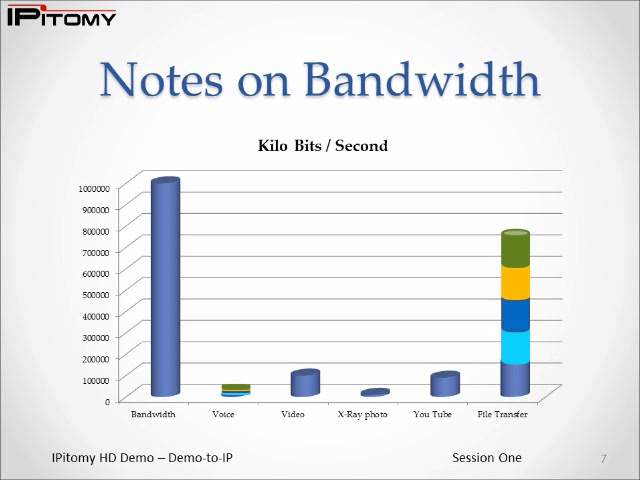 IPITOMY
Notes on Bandwidth
Kilo Bits / Second
1000000
900000
800000
700000
600000
500000
400000
300000
200000
100000
0
Bandwidth Voice Video X-Ray photo You Tube File Transfer
IPitomy HD Demo – Demo-to-IP Session One 7